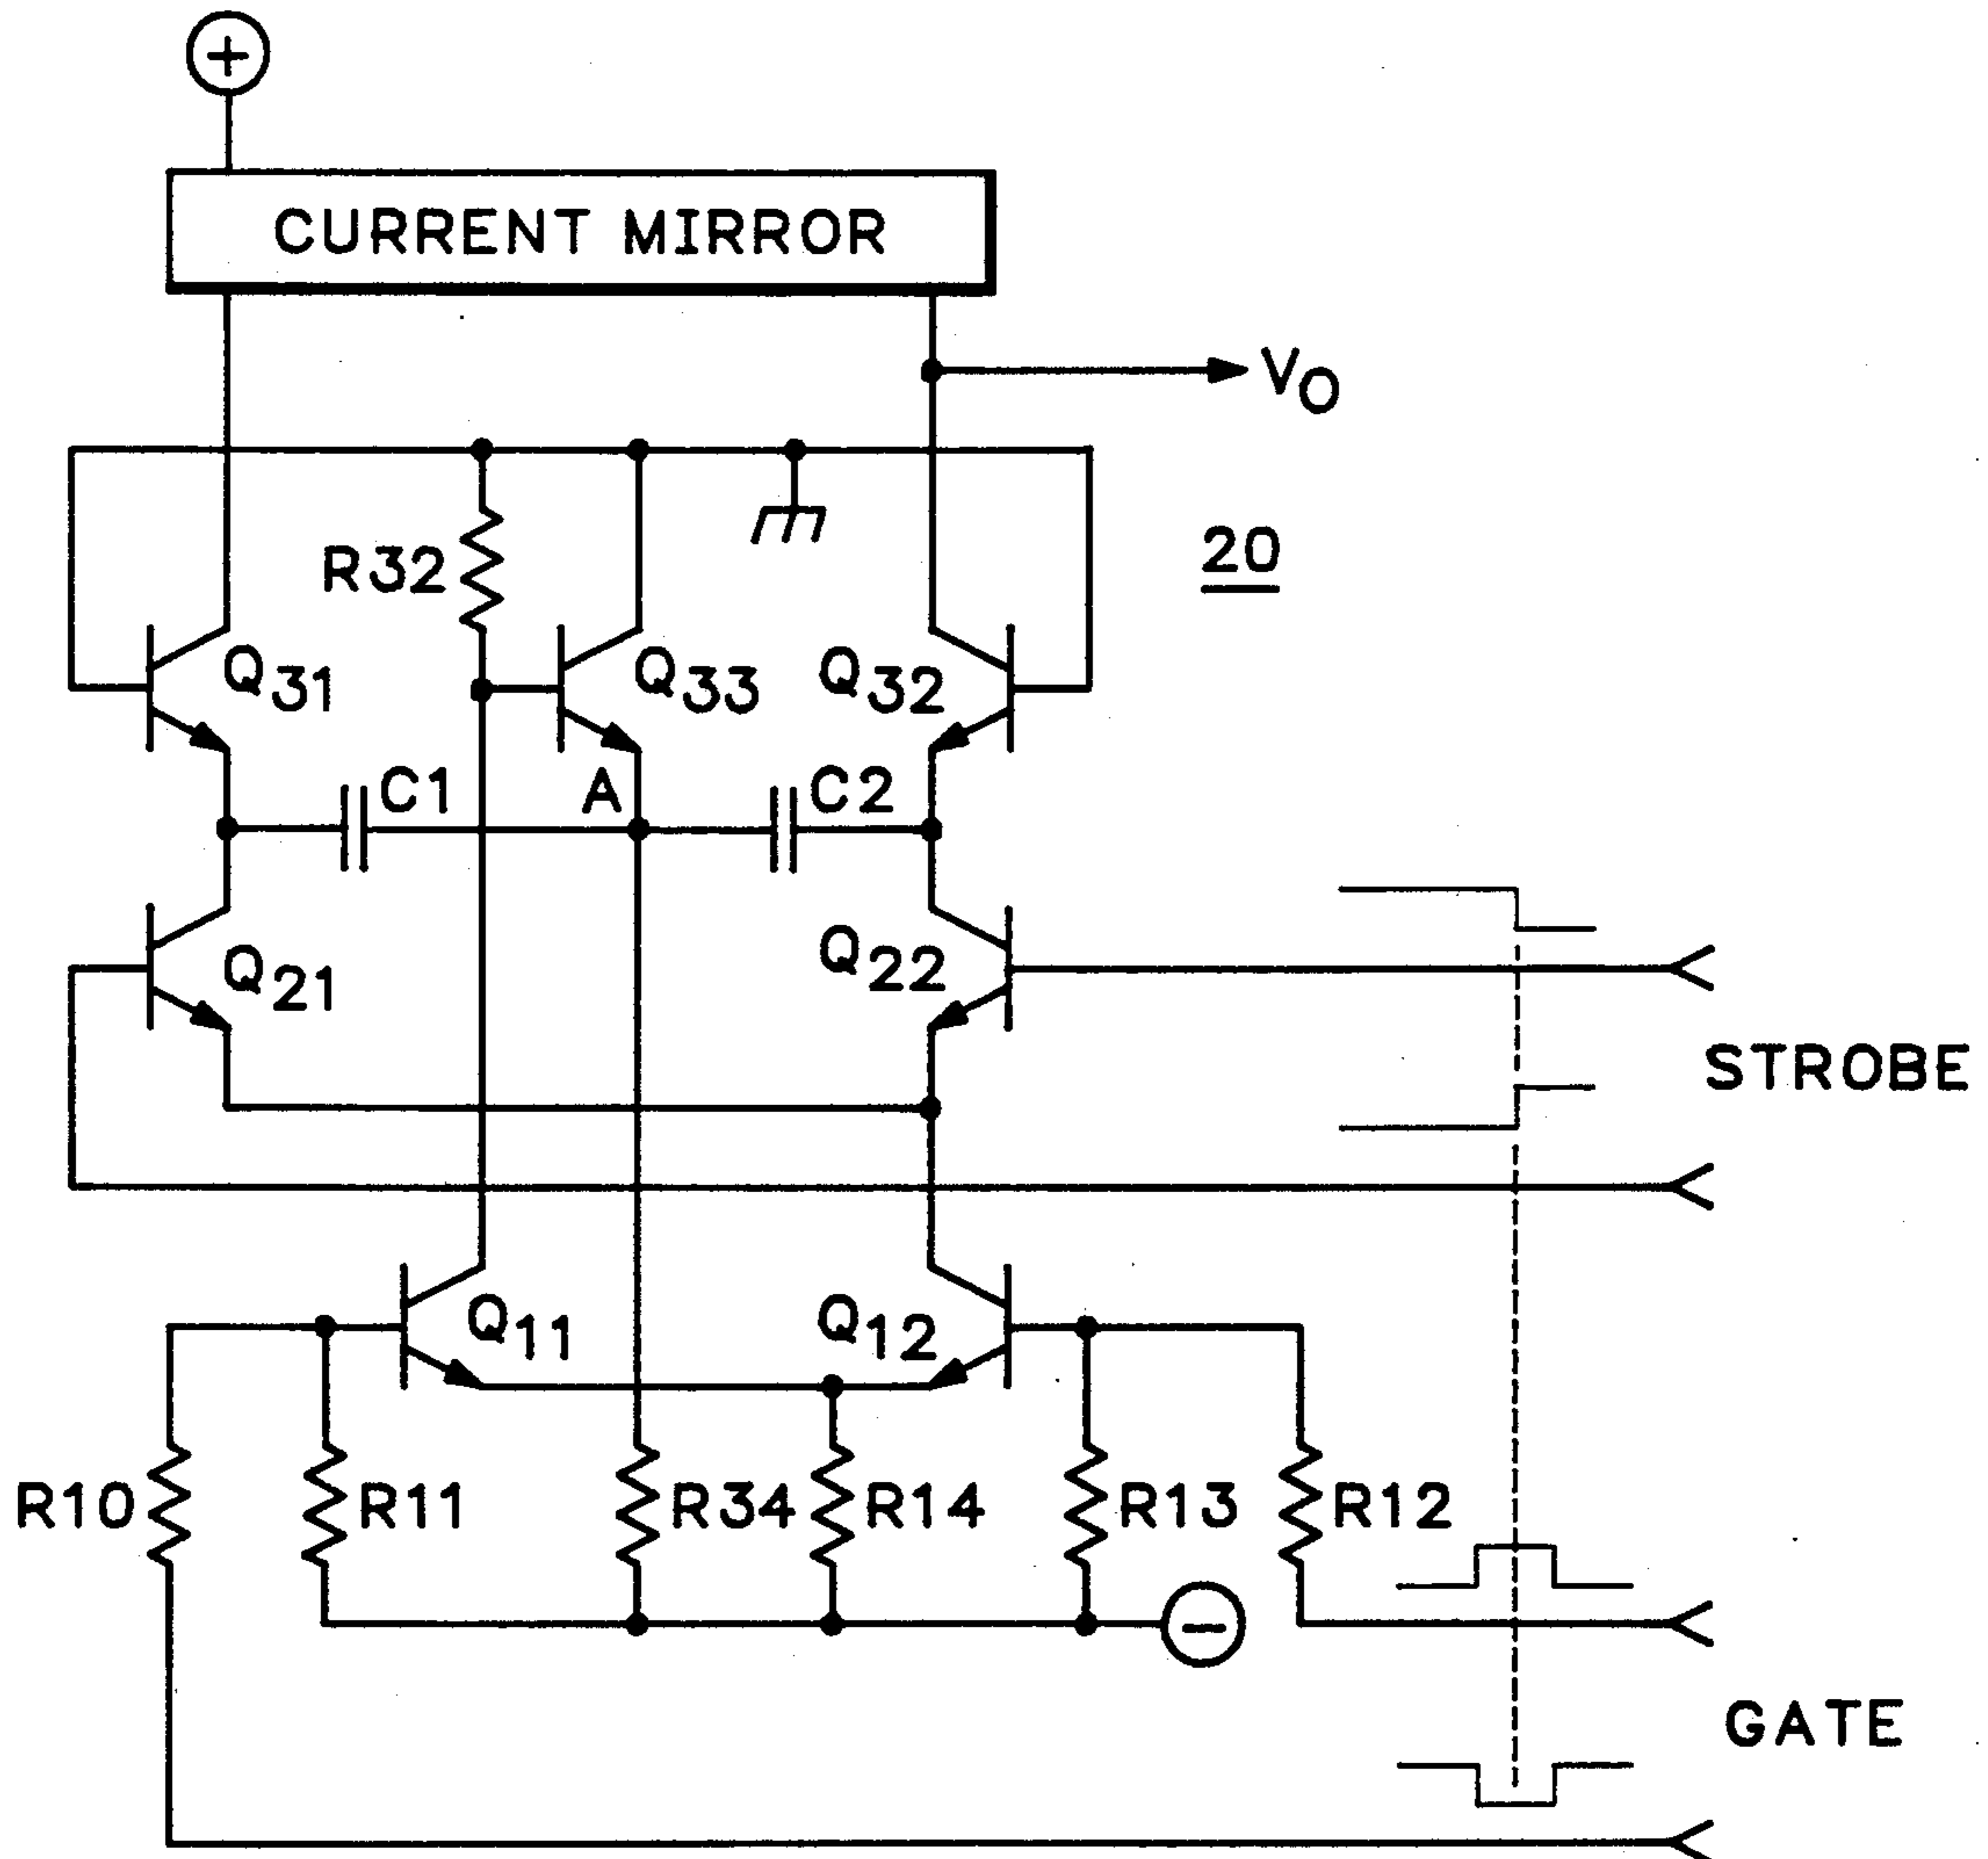 +
CURRENT MIRROR
VO
R32
20
Q31
Q33
Q32
C1
A
C2
Q21
Q22
STROBE
Q11
Q12
R10
R11
R34
R14
R13
R12
−
GATE